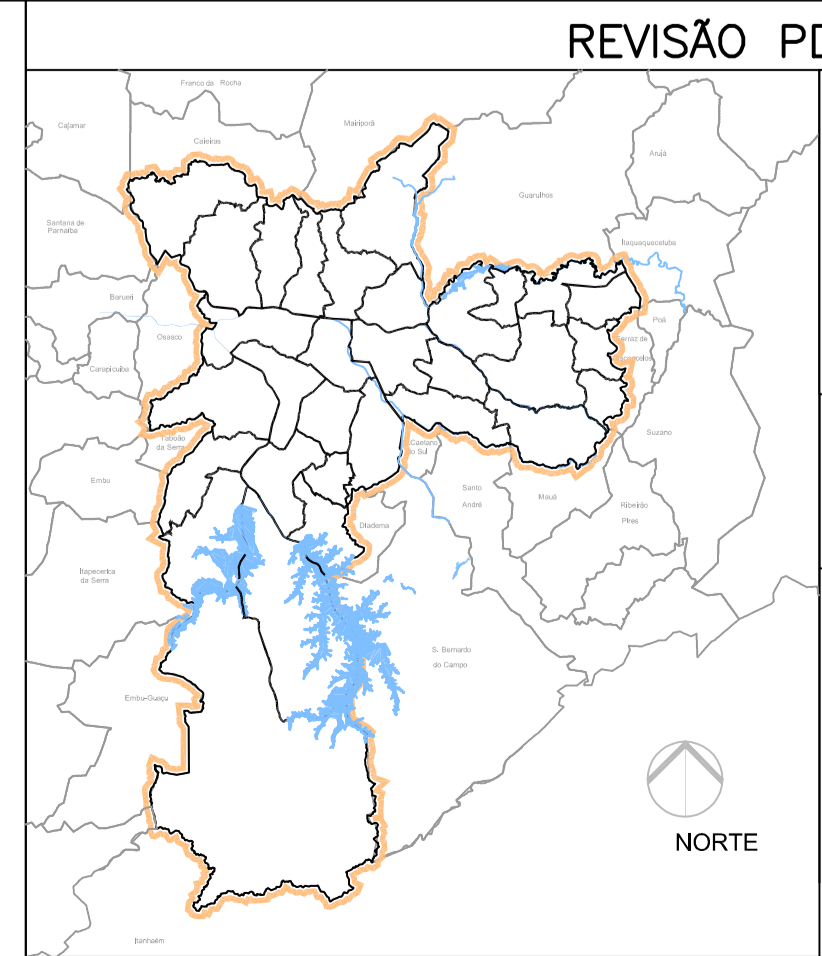 REVISÃO PD
Franco da Rocha
Cajamar
Mairiporã
Caieiras
Arujá
Guarulhos
Santana de
Parnaíba
Itaquaquecetuba
Barueri
Poá
Osasco
Ferraz de
Vasconcelos
Carapicuíba
Taboão
da Serra
S.Caetano
do Sul
Suzano
Embu
Santo
André
Mauá
Ribeirão
Pires
Diadema
Itapecerica
da Serra
S. Bernardo
do Campo
Embu-Guaçu
NORTE
Itanhaém